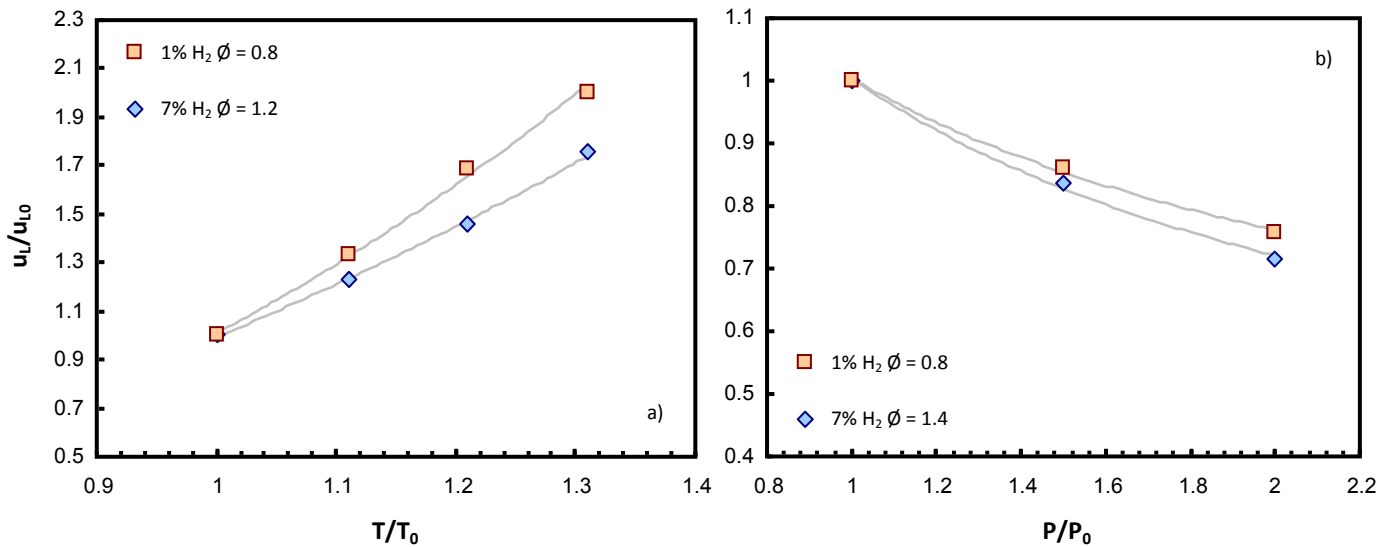 2.3
2.1
1.9
1.7
1.5
1.3
1.1
0.9
0.7
0.5
u_L/u_L0
1% H₂ Ø = 0.8
7% H₂ Ø = 1.2
a)
0.9 1 1.1 1.2 1.3 1.4
T/T₀
1.1
1
0.9
0.8
0.7
0.6
0.5
0.4
b)
1% H₂ Ø = 0.8
7% H₂ Ø = 1.4
0.8 1 1.2 1.4 1.6 1.8 2 2.2
P/P₀